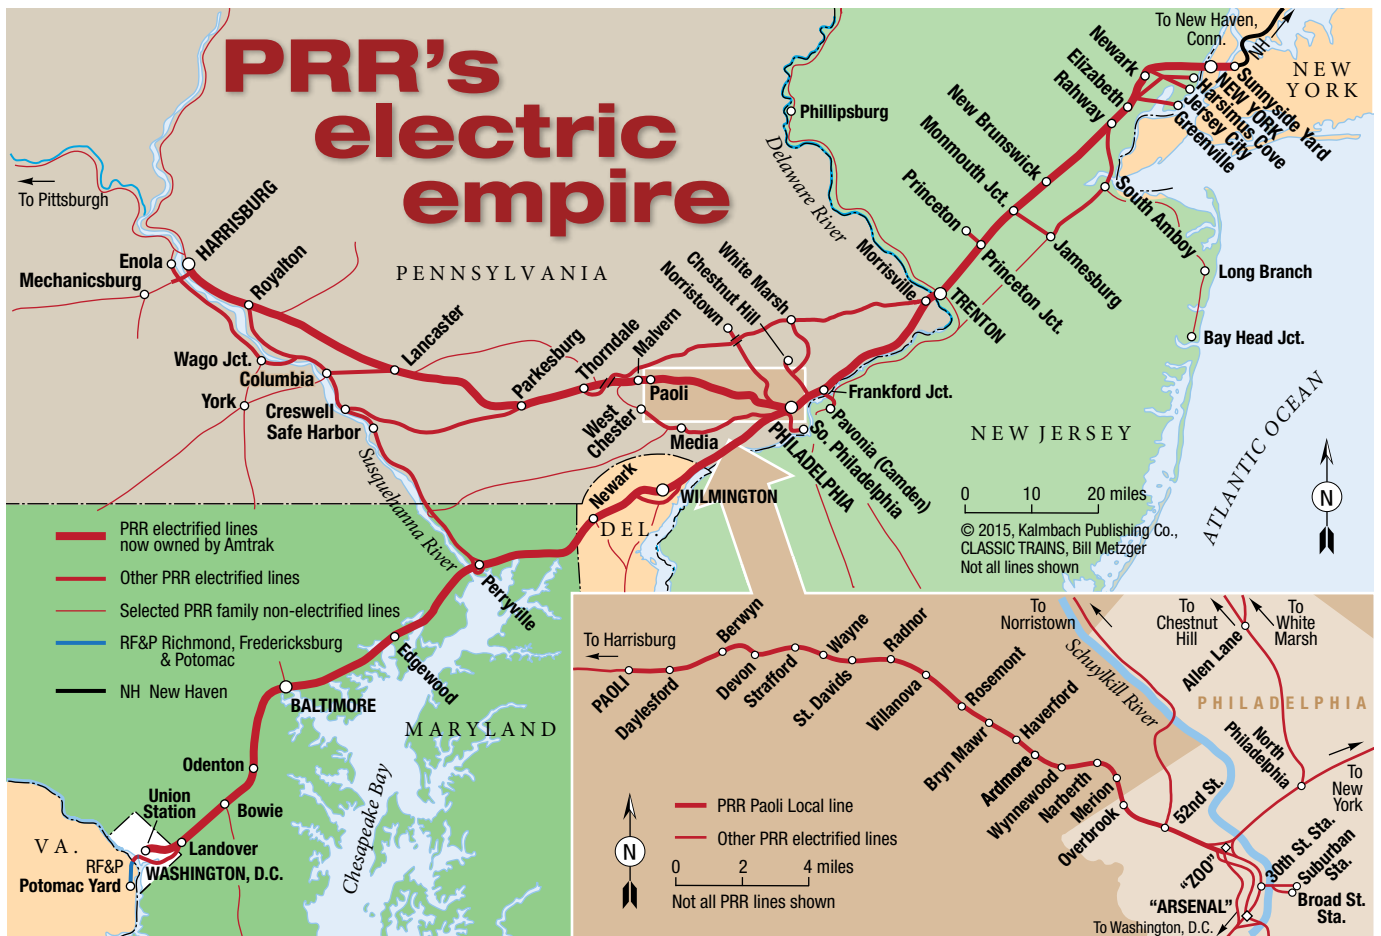 PRR's
electric
empire
To New Haven,
Conn.
NH
NEW
YORK
Newark
Elizabeth
Rahway
Sunnyside Yard
NEW YORK
Harsimus Cove
Jersey City
Greenville
New Brunswick
Monmouth Jct.
Princeton
South Amboy
Jamesburg
Princeton Jct.
Long Branch
Bay Head Jct.
Phillipsburg
Delaware River
Morrisville
TRENTON
To Pittsburgh
HARRISBURG
Enola
Mechanicsburg
Royalton
PENNSYLVANIA
White Marsh
Chestnut Hill
Norristown
Lancaster
Parkesburg
Thorndale
Malvern
Paoli
Wago Jct.
Columbia
York
Creswell
Safe Harbor
West
Chester
Media
Frankford Jct.
Pavonia (Camden)
So. Philadelphia
PHILADELPHIA
NEW JERSEY
ATLANTIC OCEAN
N
0 10 20 miles
© 2015, Kalmbach Publishing Co.,
CLASSIC TRAINS, Bill Metzger
Not all lines shown
Susquehanna River
Newark
WILMINGTON
DEL.
Perryville
Edgewood
BALTIMORE
MARYLAND
Chesapeake Bay
Odenton
Bowie
Union
Station
Landover
WASHINGTON, D.C.
VA.
RF&P
Potomac Yard
PRR electrified lines
now owned by Amtrak
Other PRR electrified lines
Selected PRR family non-electrified lines
RF&P Richmond, Fredericksburg
& Potomac
NH New Haven
To Harrisburg
PAOLI
Daylesford
Berwyn
Devon
Strafford
Wayne
St. Davids
Radnor
Villanova
Rosemont
Bryn Mawr
Haverford
Ardmore
Wynnewood
Narberth
Merion
Overbrook
52nd St.
To
Norristown
Schuylkill River
To
Chestnut
Hill
To
White
Marsh
Allen Lane
PHILADELPHIA
North
Philadelphia
To
New
York
"ZOO"
30th St. Sta.
Suburban
Sta.
Broad St.
Sta.
"ARSENAL"
To Washington, D.C.
N
PRR Paoli Local line
Other PRR electrified lines
0 2 4 miles
Not all PRR lines shown